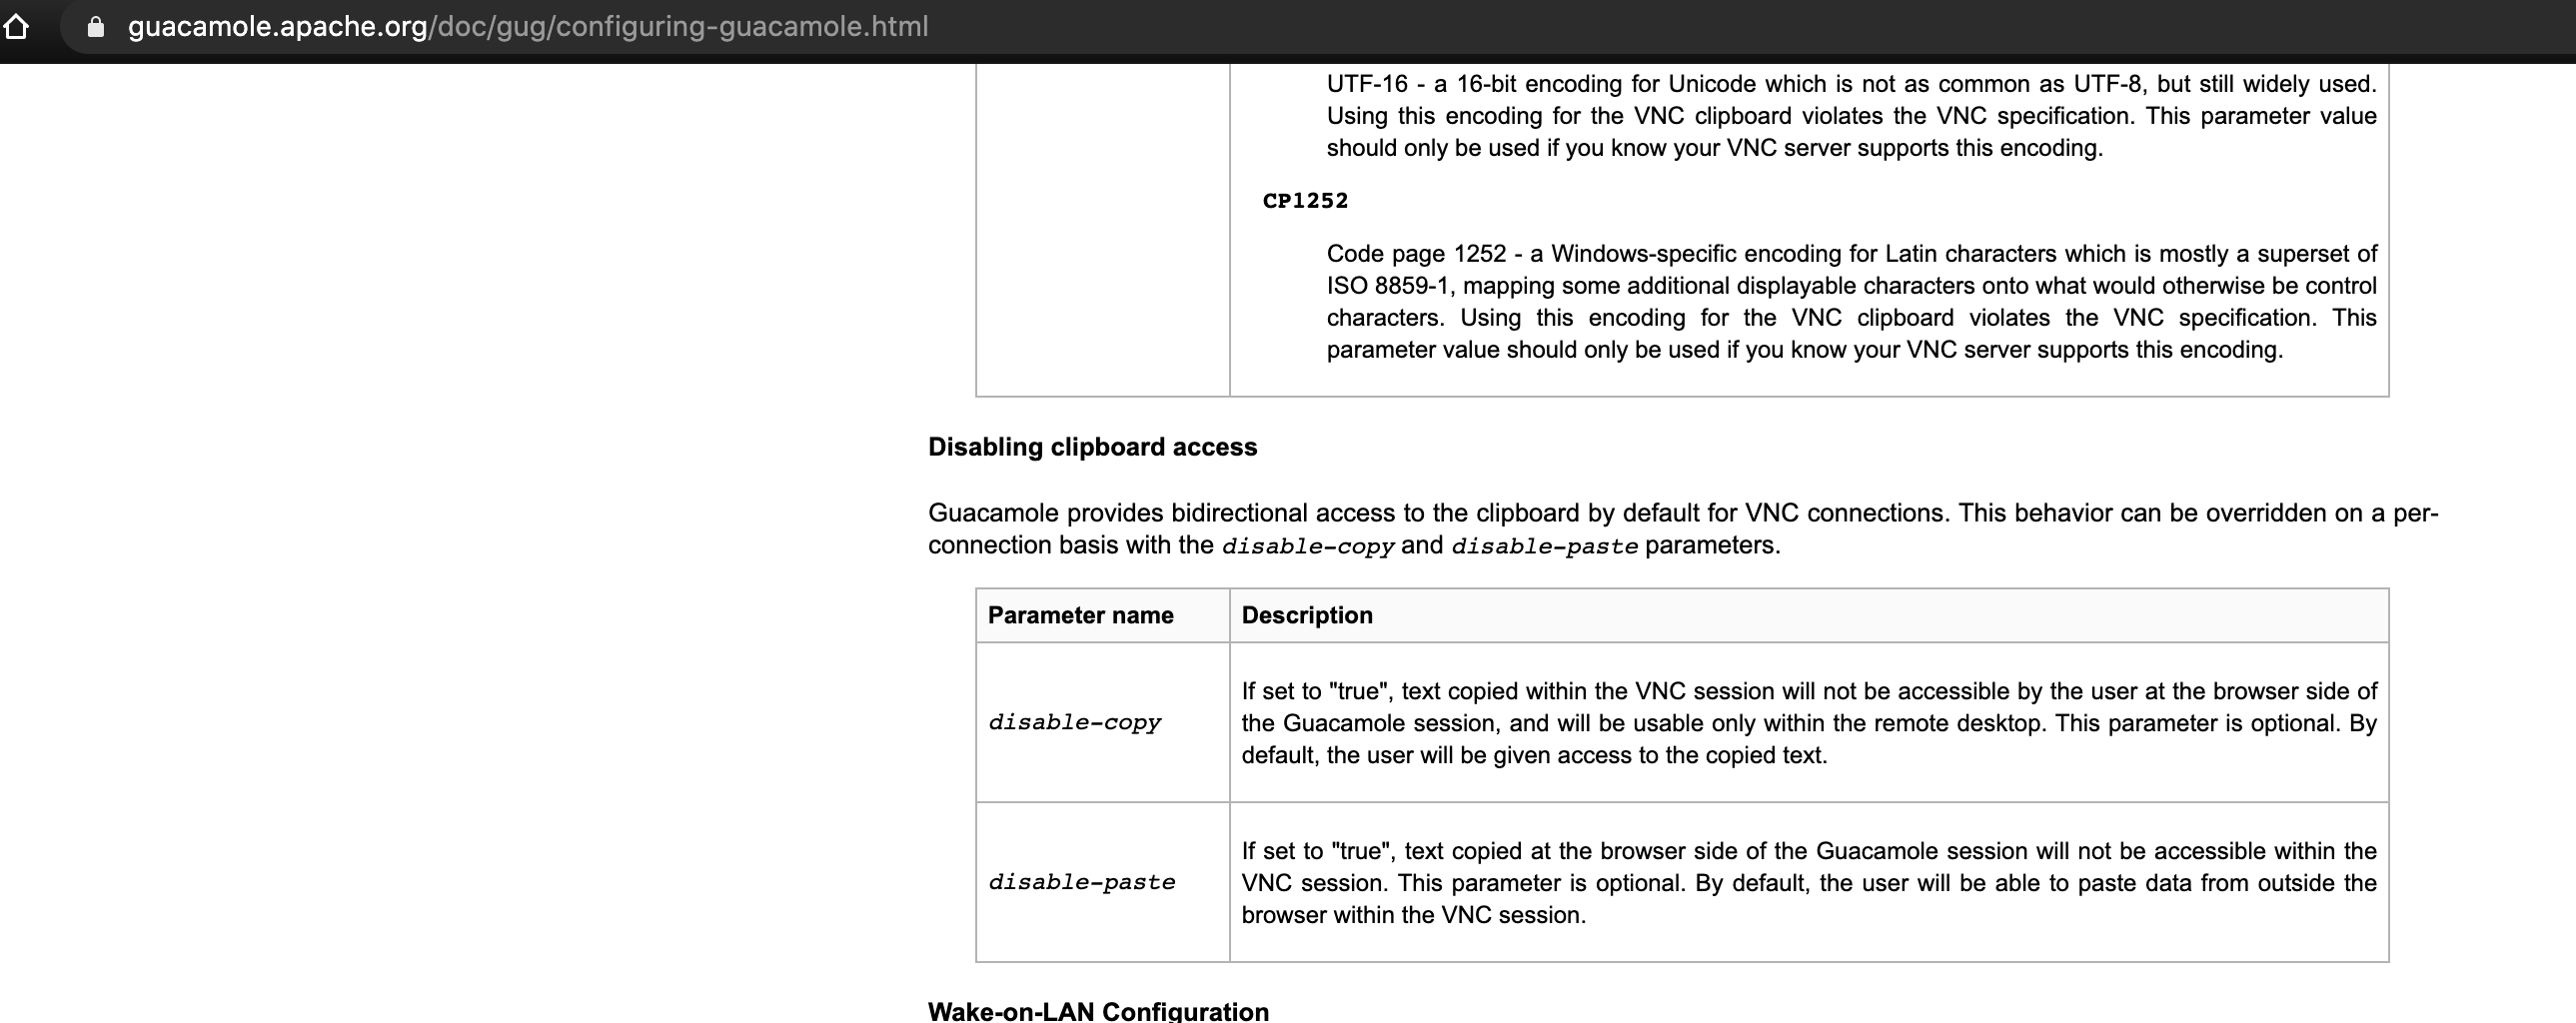 guacamole.apache.org/doc/gug/configuring-guacamole.html
UTF-16 - a 16-bit encoding for Unicode which is not as common as UTF-8, but still widely used.
Using this encoding for the VNC clipboard violates the VNC specification. This parameter value
should only be used if you know your VNC server supports this encoding.
CP1252
Code page 1252 - a Windows-specific encoding for Latin characters which is mostly a superset of
ISO 8859-1, mapping some additional displayable characters onto what would otherwise be control
characters. Using this encoding for the VNC clipboard violates the VNC specification. This
parameter value should only be used if you know your VNC server supports this encoding.
Disabling clipboard access
Guacamole provides bidirectional access to the clipboard by default for VNC connections. This behavior can be overridden on a per-
connection basis with the disable-copy and disable-paste parameters.
Parameter name Description
disable-copy
If set to "true", text copied within the VNC session will not be accessible by the user at the browser side of
the Guacamole session, and will be usable only within the remote desktop. This parameter is optional. By
default, the user will be given access to the copied text.
disable-paste
If set to "true", text copied at the browser side of the Guacamole session will not be accessible within the
VNC session. This parameter is optional. By default, the user will be able to paste data from outside the
browser within the VNC session.
Wake-on-LAN Configuration